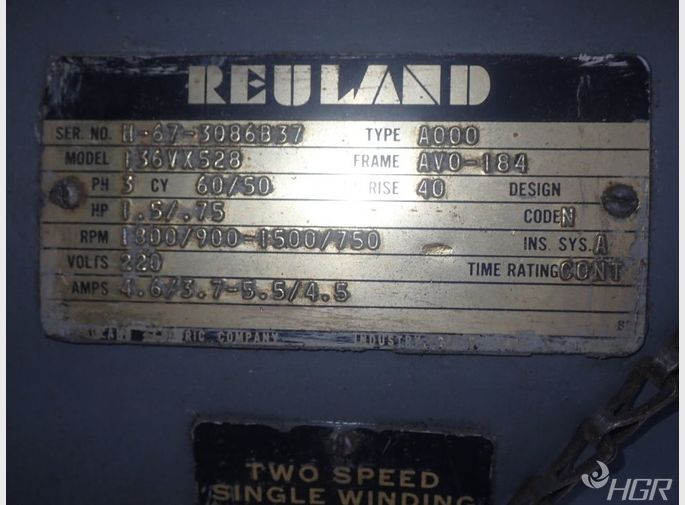 REULAND
SER. NO. H-67-3086837 TYPE A000
MODEL 136VX528 FRAME AVO-184
PH 3 CY 60/50 RISE 40 DESIGN
HP 1.5/.75 CODE N
RPM 1800/900-1500/750 INS. SYS. A
VOLTS 220 TIME RATING CONT
AMPS 4.6/3.7-5.5/4.5
COMPANY
TWO SPEED
SINGLE WINDING
HGR